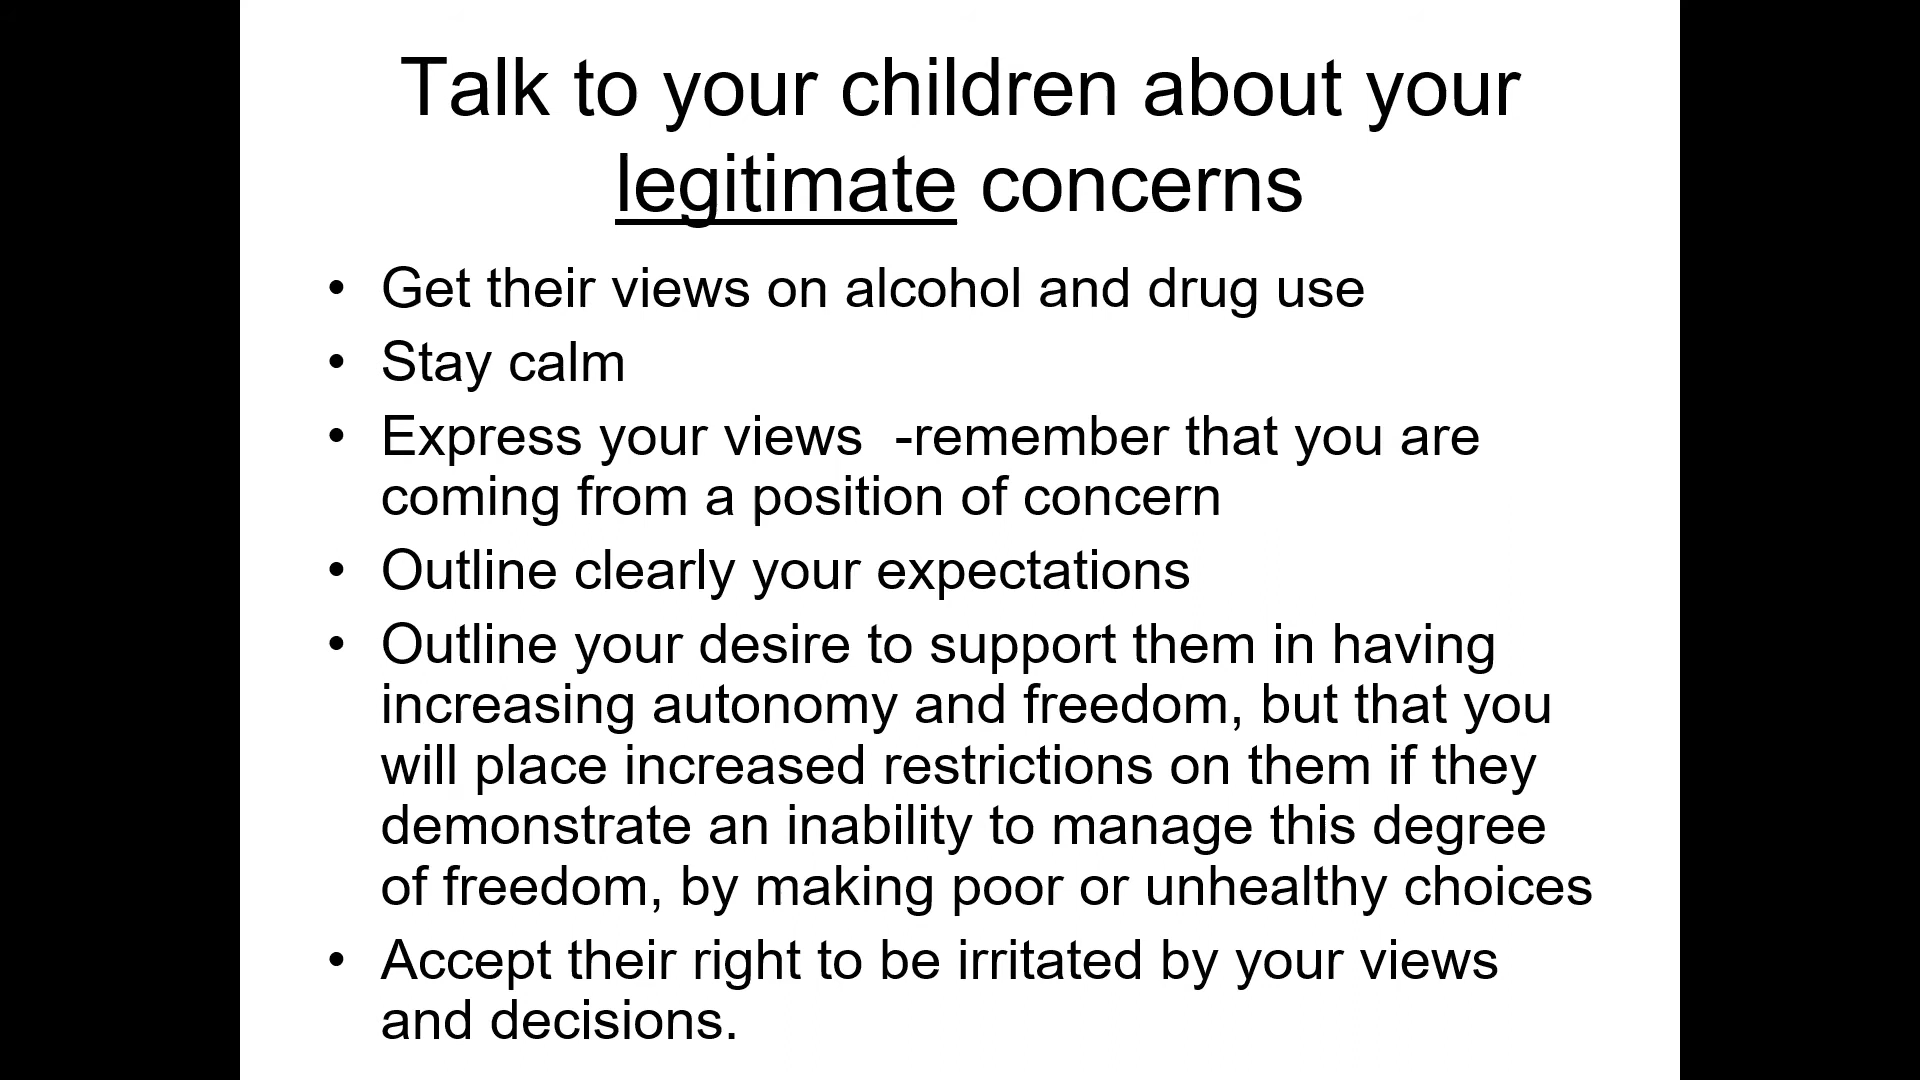 Talk to your children about your
legitimate concerns
• Get their views on alcohol and drug use
• Stay calm
• Express your views  -remember that you are
coming from a position of concern
• Outline clearly your expectations
• Outline your desire to support them in having
increasing autonomy and freedom, but that you
will place increased restrictions on them if they
demonstrate an inability to manage this degree
of freedom, by making poor or unhealthy choices
• Accept their right to be irritated by your views
and decisions.